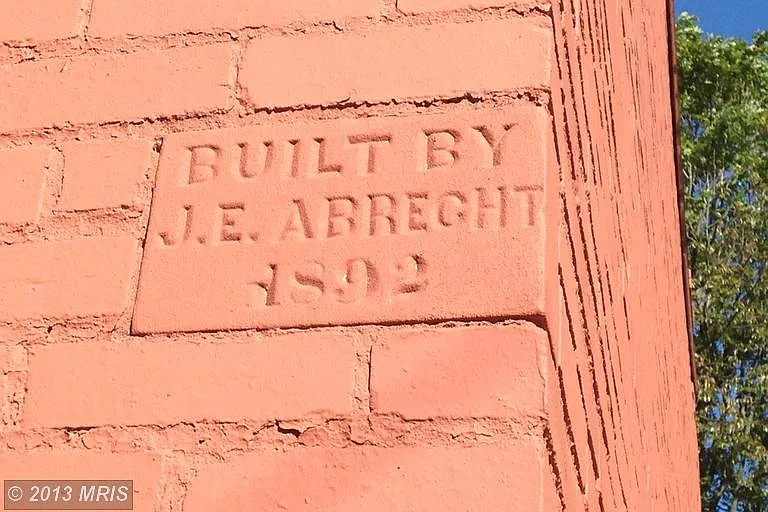 BUILT BY
J.E. ABRECHT
1892
© 2013 MRIS